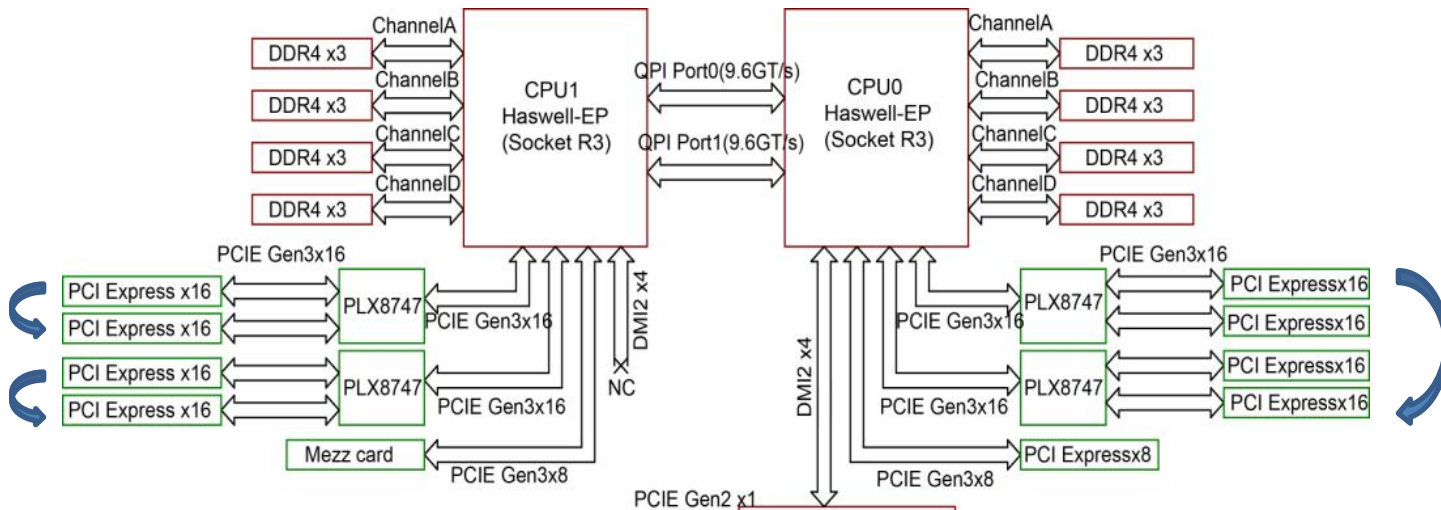 ChannelA
DDR4 x3
ChannelB
DDR4 x3
ChannelC
DDR4 x3
ChannelD
DDR4 x3
CPU1
Haswell-EP
(Socket R3)
QPI Port0(9.6GT/s)
QPI Port1(9.6GT/s)
CPU0
Haswell-EP
(Socket R3)
ChannelA
DDR4 x3
ChannelB
DDR4 x3
ChannelC
DDR4 x3
ChannelD
DDR4 x3
PCIE Gen3x16
PCI Express x16
PCI Express x16
PLX8747
PCIE Gen3x16
PCI Express x16
PCI Express x16
PLX8747
PCIE Gen3x16
Mezz card
PCIE Gen3x8
DMI2 x4
NC
DMI2 x4
PCIE Gen3x16
PCI Expressx16
PCI Expressx16
PLX8747
PCIE Gen3x16
PCI Expressx16
PCI Expressx16
PLX8747
PCIE Gen3x16
PCI Expressx8
PCIE Gen3x8
PCIE Gen2 x1